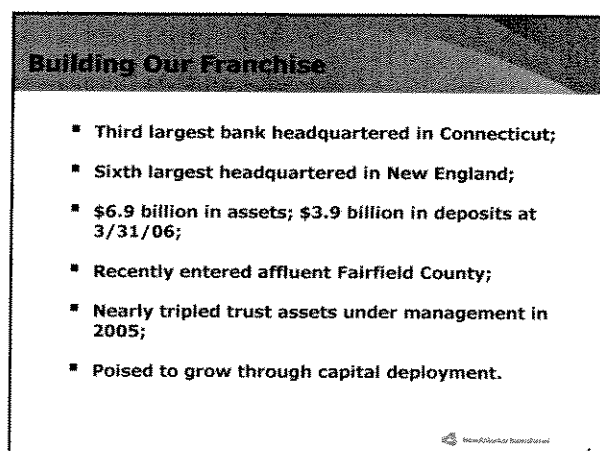 Building Our Franchise
▪ Third largest bank headquartered in Connecticut;
▪ Sixth largest headquartered in New England;
▪ $6.9 billion in assets; $3.9 billion in deposits at
3/31/06;
▪ Recently entered affluent Fairfield County;
▪ Nearly tripled trust assets under management in
2005;
▪ Poised to grow through capital deployment.